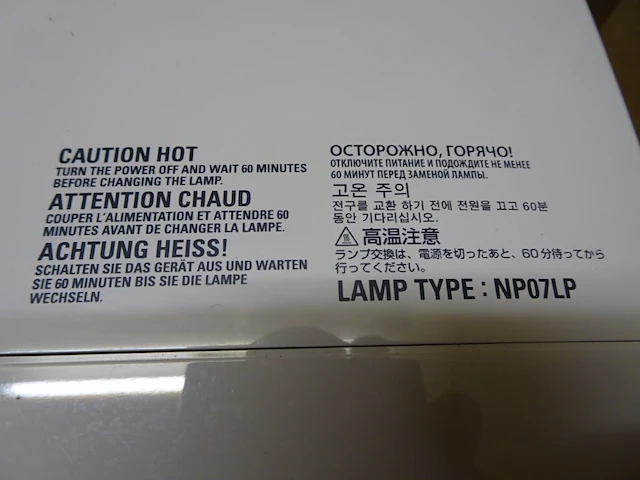 CAUTION HOT
TURN THE POWER OFF AND WAIT 60 MINUTES
BEFORE CHANGING THE LAMP.
ATTENTION CHAUD
COUPER L'ALIMENTATION ET ATTENDRE 60
MINUTES AVANT DE CHANGER LA LAMPE.
ACHTUNG HEISS!
SCHALTEN SIE DAS GERÄT AUS UND WARTEN
SIE 60 MINUTEN BIS SIE DIE LAMPE
WECHSELN.
ОСТОРОЖНО, ГОРЯЧО!
ОТКЛЮЧИТЕ ПИТАНИЕ И ПОДОЖДИТЕ НЕ МЕНЕЕ
60 МИНУТ ПЕРЕД ЗАМЕНОЙ ЛАМПЫ.
고온 주의
전구를 교환 하기 전에 전원을 끄고 60분
동안 기다리십시오.
高温注意
ランプ交換は、電源を切ったあと、60分待ってから
行ってください。
LAMP TYPE : NP07LP